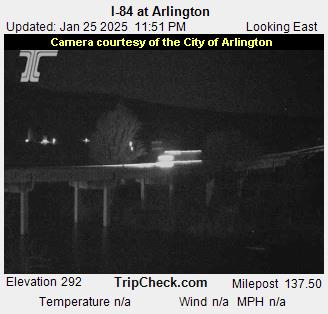 I-84 at Arlington
Updated: Jan 25 2025 11:51 PM Looking East
Camera courtesy of the City of Arlington
Elevation 292 TripCheck.com Milepost 137.50
Temperature n/a Wind n/a MPH n/a